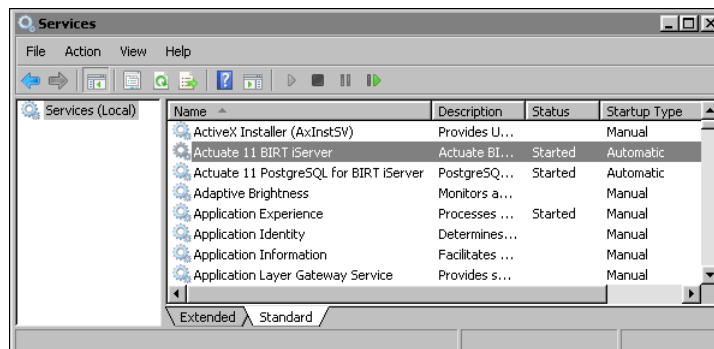 Services
File Action View Help
Services (Local)
Name Description Status Startup Type
ActiveX Installer (AxInstSV) Provides U... Manual
Actuate 11 BIRT iServer Actuate BI... Started Automatic
Actuate 11 PostgreSQL for BIRT iServer PostgreSQ... Started Automatic
Adaptive Brightness Monitors a... Manual
Application Experience Processes ... Started Manual
Application Identity Determines... Manual
Application Information Facilitates ... Manual
Application Layer Gateway Service Provides s... Manual
Extended Standard